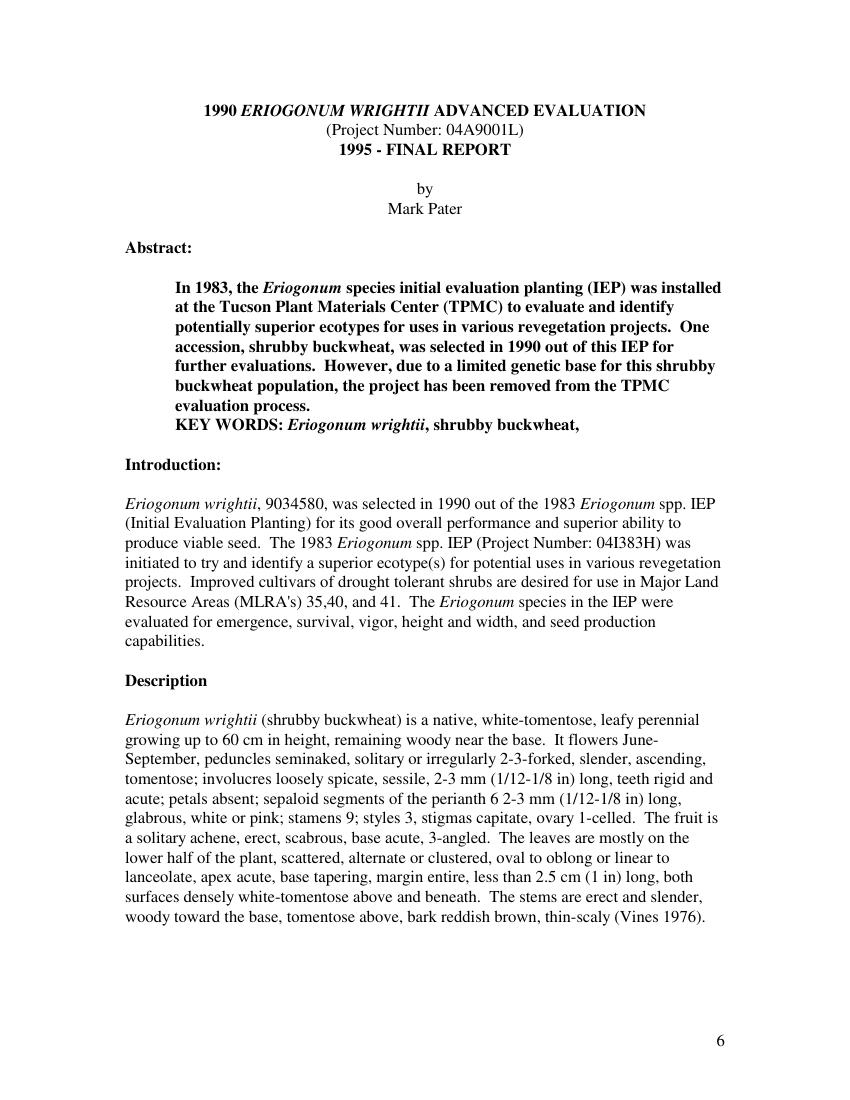 1990 ERIOGONUM WRIGHTII ADVANCED EVALUATION
(Project Number: 04A9001L)
1995 - FINAL REPORT
by
Mark Pater
Abstract:
In 1983, the Eriogonum species initial evaluation planting (IEP) was installed
at the Tucson Plant Materials Center (TPMC) to evaluate and identify
potentially superior ecotypes for uses in various revegetation projects.  One
accession, shrubby buckwheat, was selected in 1990 out of this IEP for
further evaluations.  However, due to a limited genetic base for this shrubby
buckwheat population, the project has been removed from the TPMC
evaluation process.
KEY WORDS: Eriogonum wrightii, shrubby buckwheat,
Introduction:
Eriogonum wrightii, 9034580, was selected in 1990 out of the 1983 Eriogonum spp. IEP
(Initial Evaluation Planting) for its good overall performance and superior ability to
produce viable seed.  The 1983 Eriogonum spp. IEP (Project Number: 04I383H) was
initiated to try and identify a superior ecotype(s) for potential uses in various revegetation
projects.  Improved cultivars of drought tolerant shrubs are desired for use in Major Land
Resource Areas (MLRA's) 35,40, and 41.  The Eriogonum species in the IEP were
evaluated for emergence, survival, vigor, height and width, and seed production
capabilities.
Description
Eriogonum wrightii (shrubby buckwheat) is a native, white-tomentose, leafy perennial
growing up to 60 cm in height, remaining woody near the base.  It flowers June-
September, peduncles seminaked, solitary or irregularly 2-3-forked, slender, ascending,
tomentose; involucres loosely spicate, sessile, 2-3 mm (1/12-1/8 in) long, teeth rigid and
acute; petals absent; sepaloid segments of the perianth 6 2-3 mm (1/12-1/8 in) long,
glabrous, white or pink; stamens 9; styles 3, stigmas capitate, ovary 1-celled.  The fruit is
a solitary achene, erect, scabrous, base acute, 3-angled.  The leaves are mostly on the
lower half of the plant, scattered, alternate or clustered, oval to oblong or linear to
lanceolate, apex acute, base tapering, margin entire, less than 2.5 cm (1 in) long, both
surfaces densely white-tomentose above and beneath.  The stems are erect and slender,
woody toward the base, tomentose above, bark reddish brown, thin-scaly (Vines 1976).
6